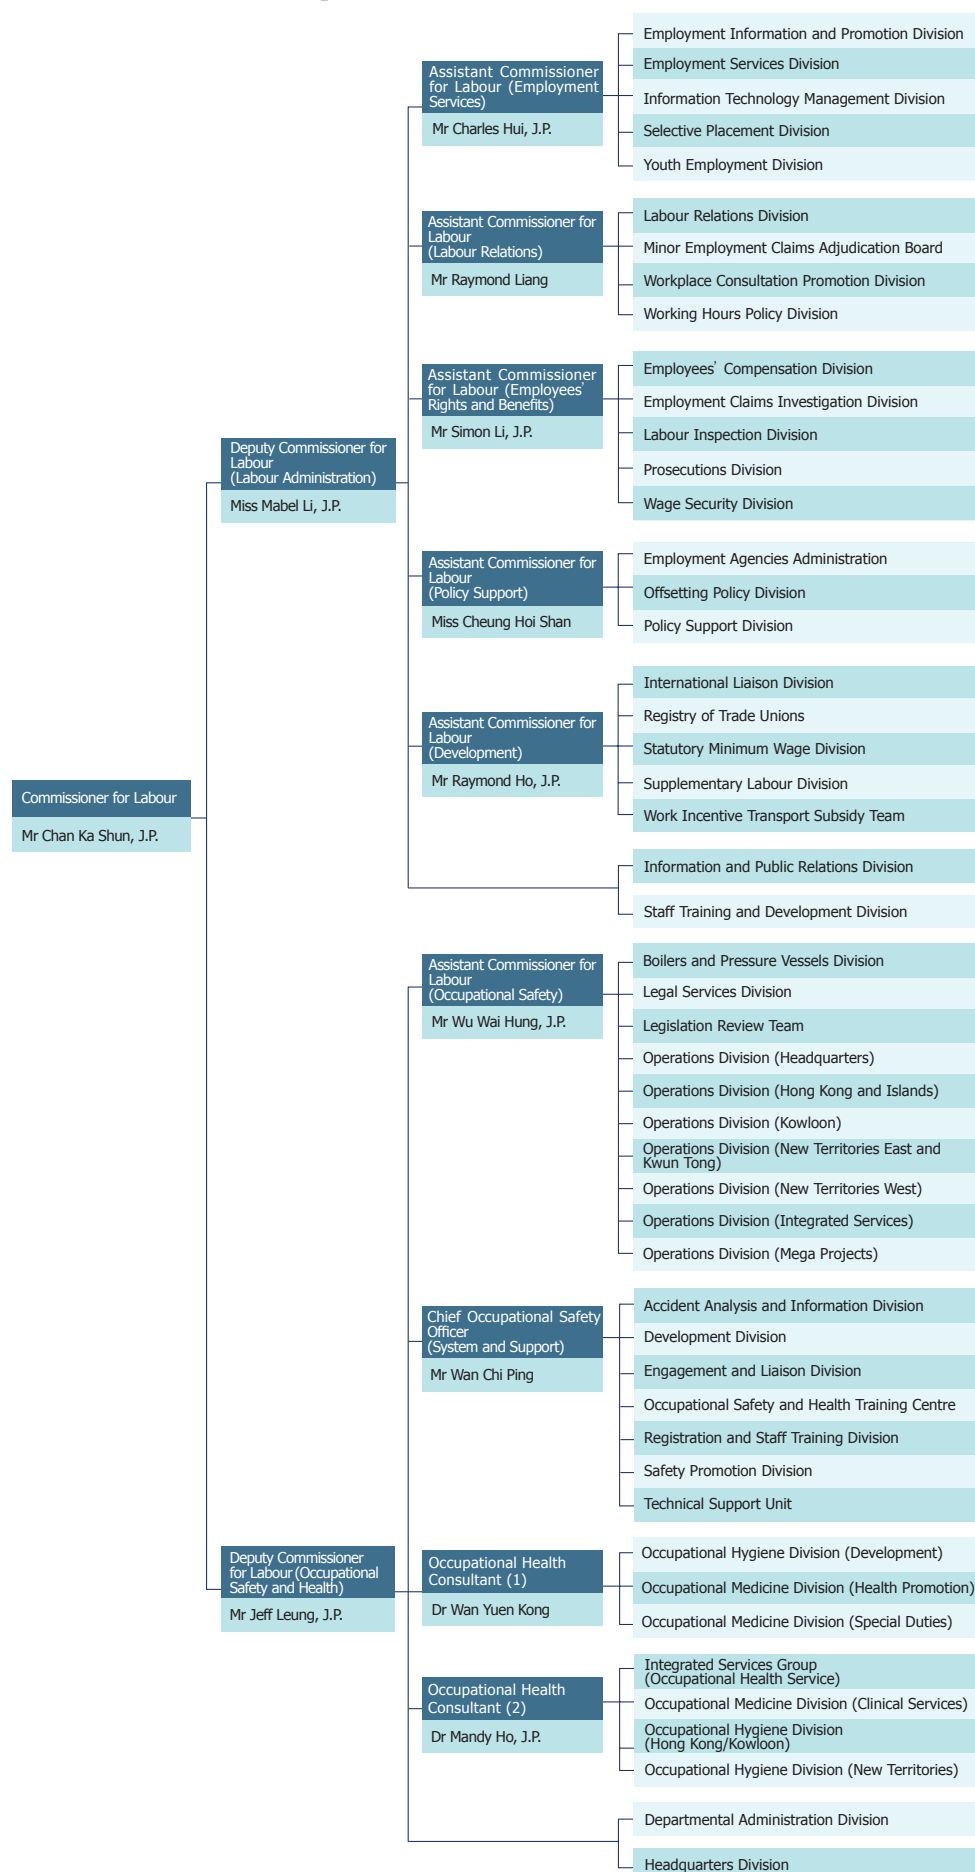 Employment Information and Promotion Division
Employment Services Division
Assistant Commissioner
for Labour (Employment
Services)
Information Technology Management Division
Mr Charles Hui, J.P.
Selective Placement Division
Youth Employment Division
Labour Relations Division
Assistant Commissioner for
Labour
(Labour Relations)
Minor Employment Claims Adjudication Board
Mr Raymond Liang
Workplace Consultation Promotion Division
Working Hours Policy Division
Employees’ Compensation Division
Assistant Commissioner
for Labour (Employees’
Rights and Benefits)
Employment Claims Investigation Division
Mr Simon Li, J.P.
Labour Inspection Division
Prosecutions Division
Wage Security Division
Deputy Commissioner for
Labour
(Labour Administration)
Miss Mabel Li, J.P.
Assistant Commissioner for
Labour
(Policy Support)
Employment Agencies Administration
Offsetting Policy Division
Miss Cheung Hoi Shan
Policy Support Division
International Liaison Division
Registry of Trade Unions
Assistant Commissioner for
Labour
(Development)
Statutory Minimum Wage Division
Mr Raymond Ho, J.P.
Supplementary Labour Division
Work Incentive Transport Subsidy Team
Commissioner for Labour
Mr Chan Ka Shun, J.P.
Information and Public Relations Division
Staff Training and Development Division
Boilers and Pressure Vessels Division
Assistant Commissioner for
Labour
(Occupational Safety)
Legal Services Division
Mr Wu Wai Hung, J.P.
Legislation Review Team
Operations Division (Headquarters)
Operations Division (Hong Kong and Islands)
Operations Division (Kowloon)
Operations Division (New Territories East and
Kwun Tong)
Operations Division (New Territories West)
Operations Division (Integrated Services)
Operations Division (Mega Projects)
Accident Analysis and Information Division
Chief Occupational Safety
Officer
(System and Support)
Development Division
Mr Wan Chi Ping
Engagement and Liaison Division
Occupational Safety and Health Training Centre
Registration and Staff Training Division
Safety Promotion Division
Technical Support Unit
Deputy Commissioner
for Labour (Occupational
Safety and Health)
Mr Jeff Leung, J.P.
Occupational Health
Consultant (1)
Dr Wan Yuen Kong
Occupational Hygiene Division (Development)
Occupational Medicine Division (Health Promotion)
Occupational Medicine Division (Special Duties)
Integrated Services Group
(Occupational Health Service)
Occupational Health
Consultant (2)
Dr Mandy Ho, J.P.
Occupational Medicine Division (Clinical Services)
Occupational Hygiene Division
(Hong Kong/Kowloon)
Occupational Hygiene Division (New Territories)
Departmental Administration Division
Headquarters Division